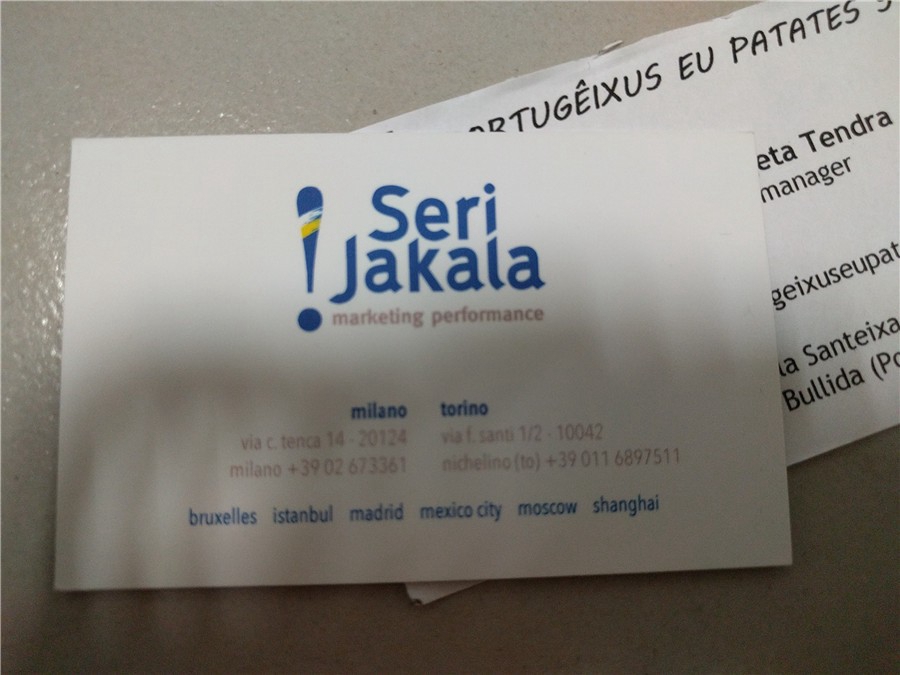 Seri
Jakala
marketing performance
milano
via c. tenca 14 - 20124
milano +39 02 673361
torino
via f. santi 1/2 - 10042
nichelino (to) +39 011 6897511
bruxelles istanbul madrid mexico city moscow shanghai
PORTUGÊIXUS EU PATATES
eta Tendra
manager
geixuseupat
la Santeixa
Bullida (Po